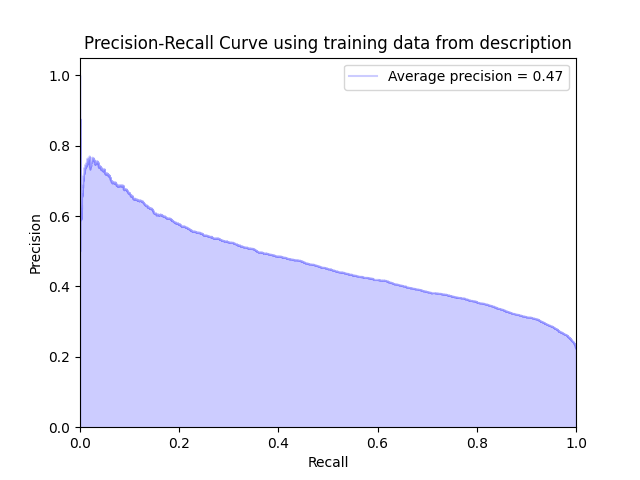 Precision-Recall Curve using training data from description
Average precision = 0.47
1.0
0.8
0.6
0.4
0.2
0.0
Precision
0.0 0.2 0.4 0.6 0.8 1.0
Recall